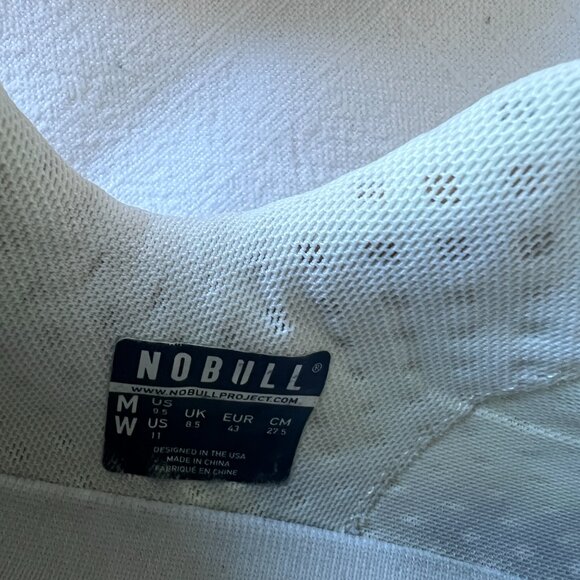 NOBULL®
WWW.NOBULLPROJECT.COM
M US 9.5 UK 8.5 EUR 43 CM 27.5
W US 11
DESIGNED IN THE USA
MADE IN CHINA
FABRIQUÉ EN CHINE